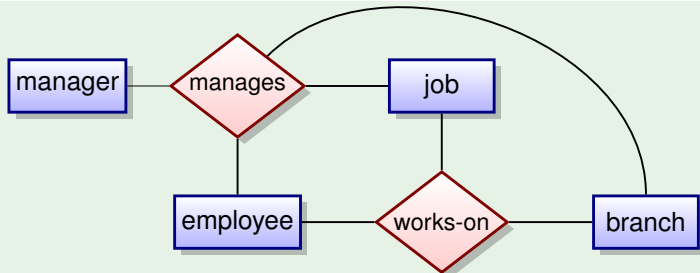 manager
manages
job
employee
works-on
branch